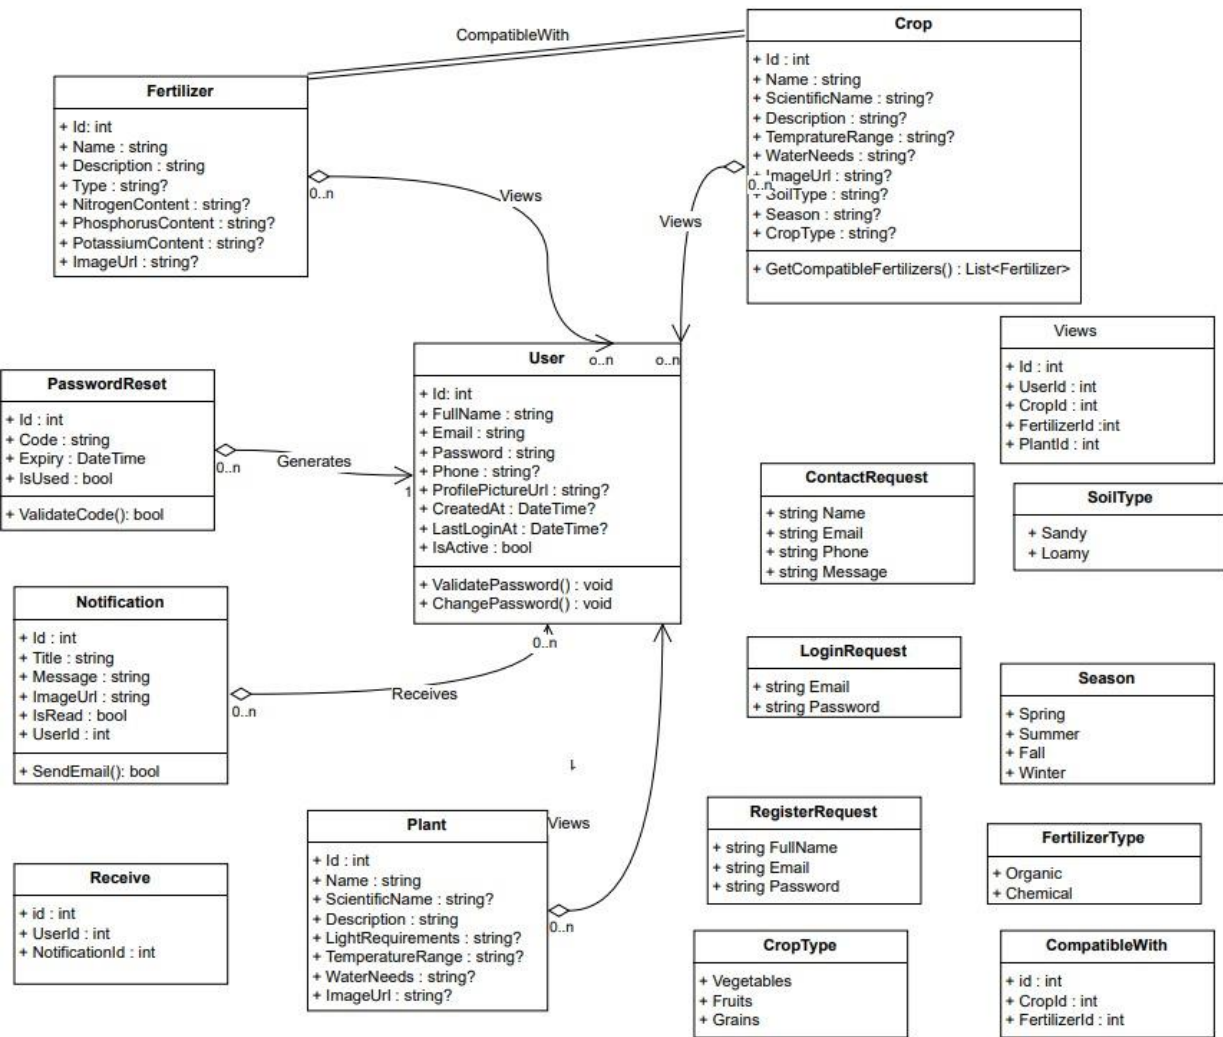 CompatibleWith
Crop
+ Id : int
+ Name : string
+ ScientificName : string?
+ Description : string?
+ TempratureRange : string?
+ WaterNeeds : string?
+ ImageUrl : string?
+ SoilType : string?
+ Season : string?
+ CropType : string?
+ GetCompatibleFertilizers() : List<Fertilizer>
0..n
Views
Fertilizer
+ Id: int
+ Name : string
+ Description : string
+ Type : string?
+ NitrogenContent : string?
+ PhosphorusContent : string?
+ PotassiumContent : string?
+ ImageUrl : string?
0..n
Views
User
o..n
o..n
+ Id: int
+ FullName : string
+ Email : string
+ Password : string
+ Phone : string?
+ ProfilePictureUrl : string?
+ CreatedAt : DateTime?
+ LastLoginAt : DateTime?
+ IsActive : bool
+ ValidatePassword() : void
+ ChangePassword() : void
PasswordReset
+ Id : int
+ Code : string
+ Expiry : DateTime
+ IsUsed : bool
+ ValidateCode(): bool
0..n
Generates
1
Views
+ Id : int
+ UserId : int
+ CropId : int
+ FertilizerId :int
+ PlantId : int
ContactRequest
+ string Name
+ string Email
+ string Phone
+ string Message
SoilType
+ Sandy
+ Loamy
Notification
+ Id : int
+ Title : string
+ Message : string
+ ImageUrl : string
+ IsRead : bool
+ UserId : int
+ SendEmail(): bool
0..n
Receives
0..n
LoginRequest
+ string Email
+ string Password
Season
+ Spring
+ Summer
+ Fall
+ Winter
1
Plant
+ Id : int
+ Name : string
+ ScientificName : string?
+ Description : string
+ LightRequirements : string?
+ TemperatureRange : string?
+ WaterNeeds : string?
+ ImageUrl : string?
Views
0..n
RegisterRequest
+ string FullName
+ string Email
+ string Password
FertilizerType
+ Organic
+ Chemical
Receive
+ id : int
+ UserId : int
+ NotificationId : int
CropType
+ Vegetables
+ Fruits
+ Grains
CompatibleWith
+ id : int
+ CropId : int
+ FertilizerId : int